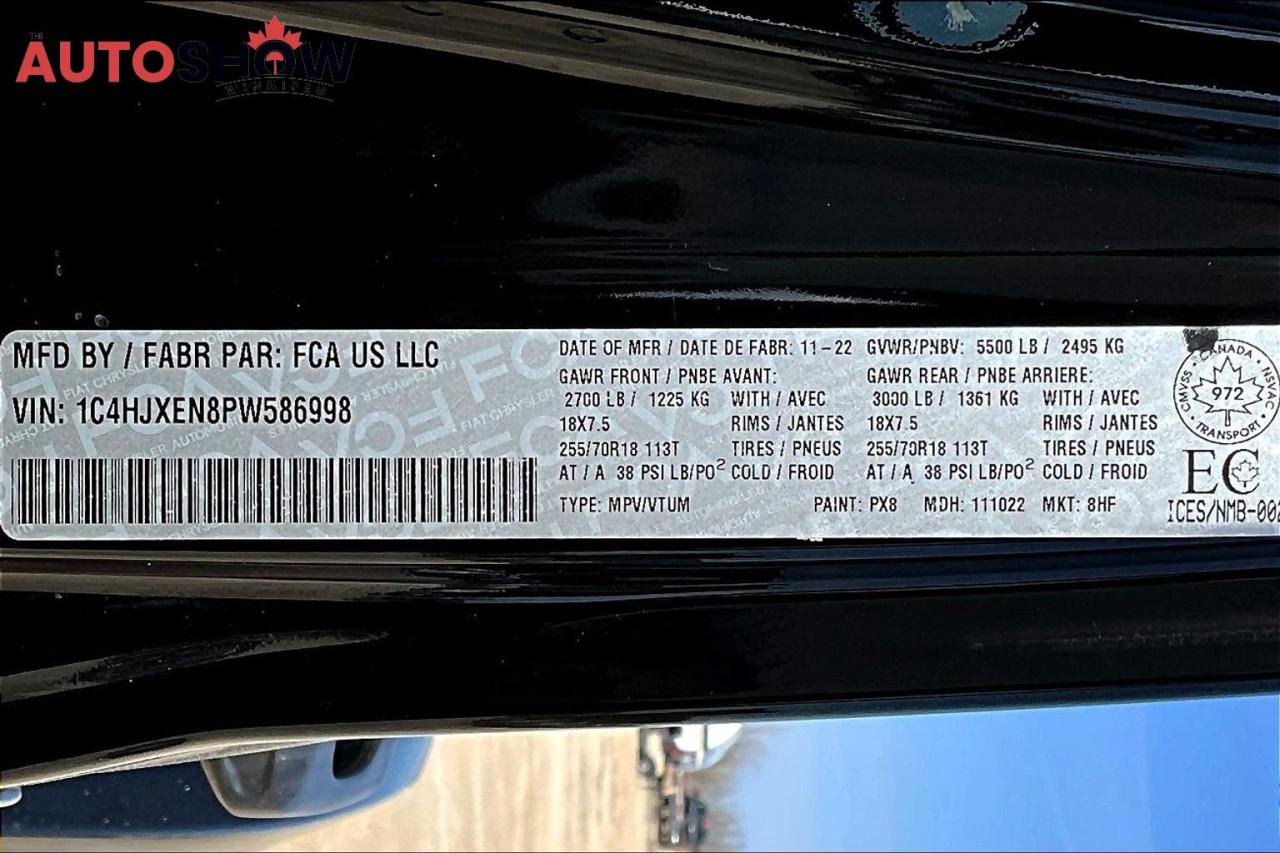 THE
AUTOSHOW
WINNIPEG
MFD BY / FABR PAR: FCA US LLC
VIN: 1C4HJXEN8PW586998
DATE OF MFR / DATE DE FABR: 11-22 GVWR/PNBV: 5500 LB / 2495 KG
GAWR FRONT / PNBE AVANT: GAWR REAR / PNBE ARRIERE:
2700 LB / 1225 KG WITH / AVEC 3000 LB / 1361 KG WITH / AVEC
18X7.5 RIMS / JANTES 18X7.5 RIMS / JANTES
255/70R18 113T TIRES / PNEUS 255/70R18 113T TIRES / PNEUS
AT / A 38 PSI LB/PO² COLD / FROID AT / A 38 PSI LB/PO² COLD / FROID
TYPE: MPV/VTUM PAINT: PX8 MDH: 111022 MKT: 8HF
CANADA • NSVAC
CMVSS • TRANSPORT
972
EC
ICES/NMB-002